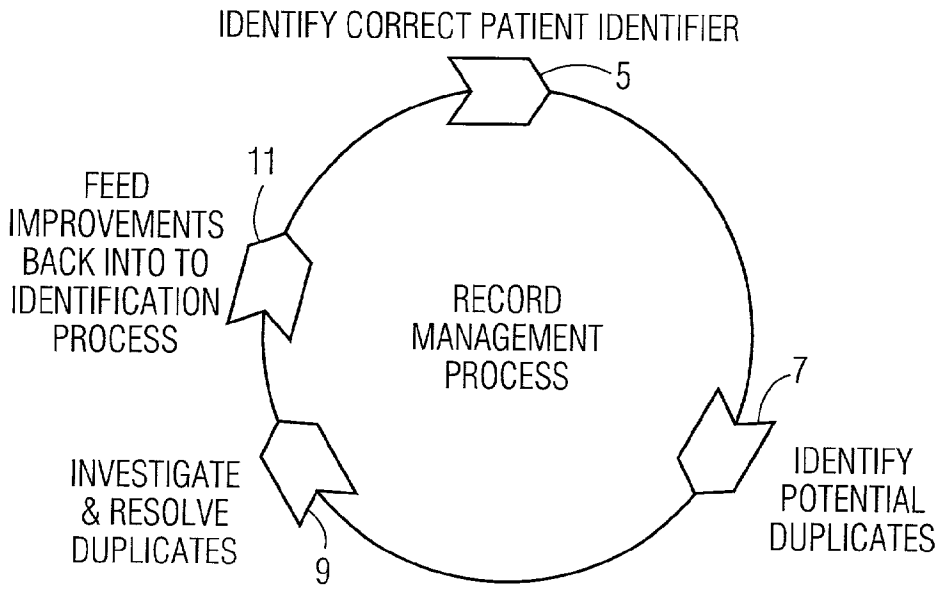 IDENTIFY CORRECT PATIENT IDENTIFIER
5
11
FEED
IMPROVEMENTS
BACK INTO TO
IDENTIFICATION
PROCESS
RECORD
MANAGEMENT
PROCESS
7
IDENTIFY
POTENTIAL
DUPLICATES
INVESTIGATE
& RESOLVE
DUPLICATES
9